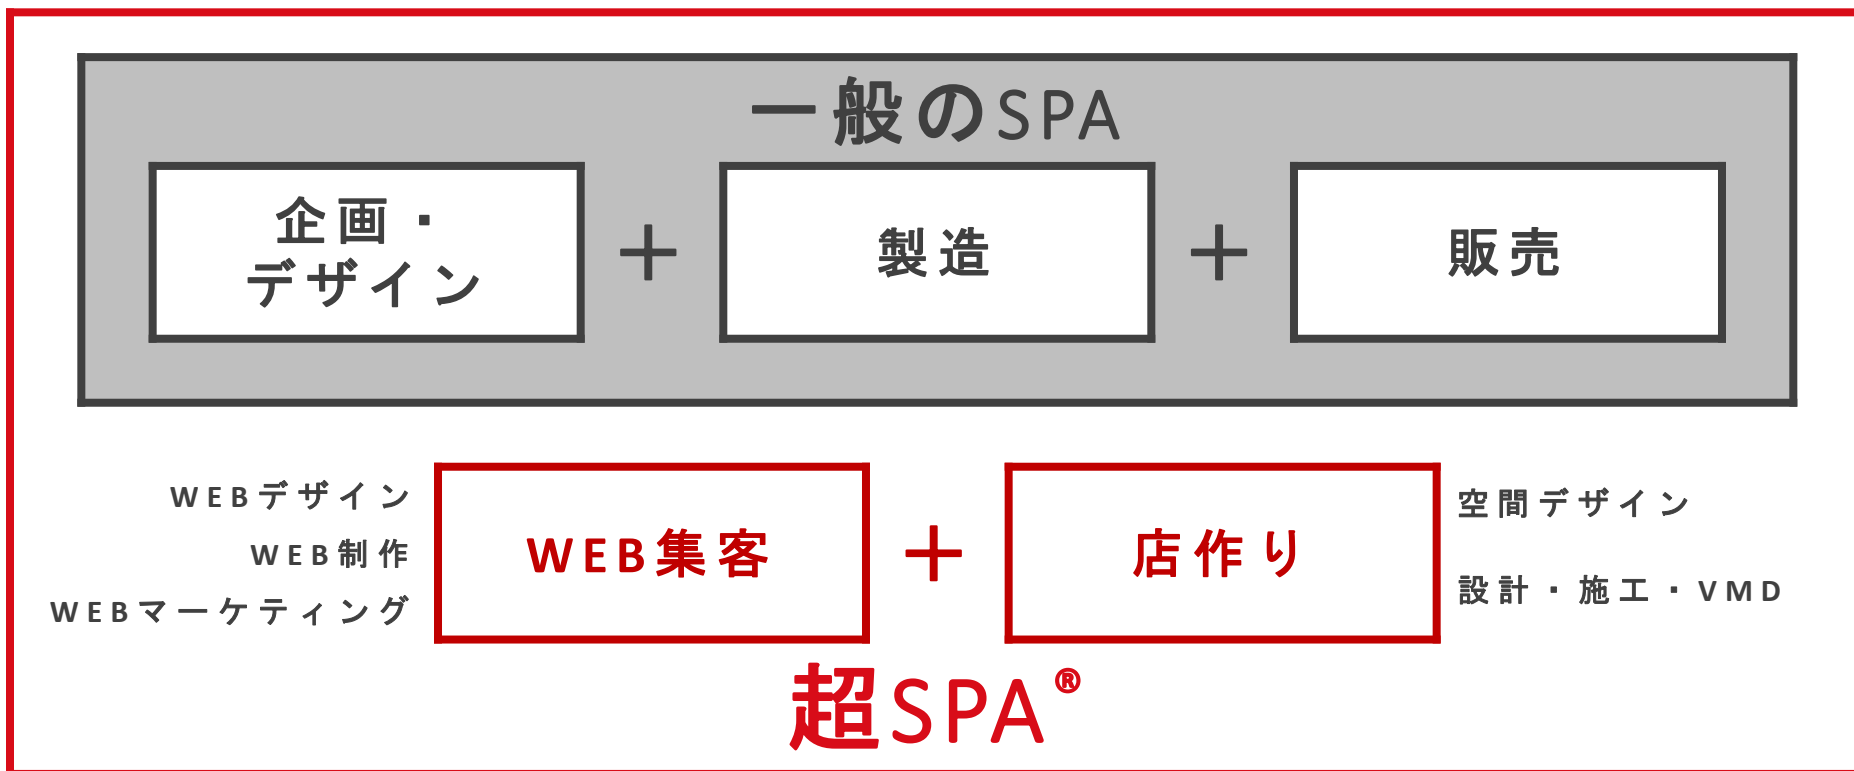 一般のSPA
企画・
デザイン
＋
製造
＋
販売
WEBデザイン
WEB制作
WEBマーケティング
WEB集客
＋
店作り
空間デザイン
設計・施工・VMD
超SPA®